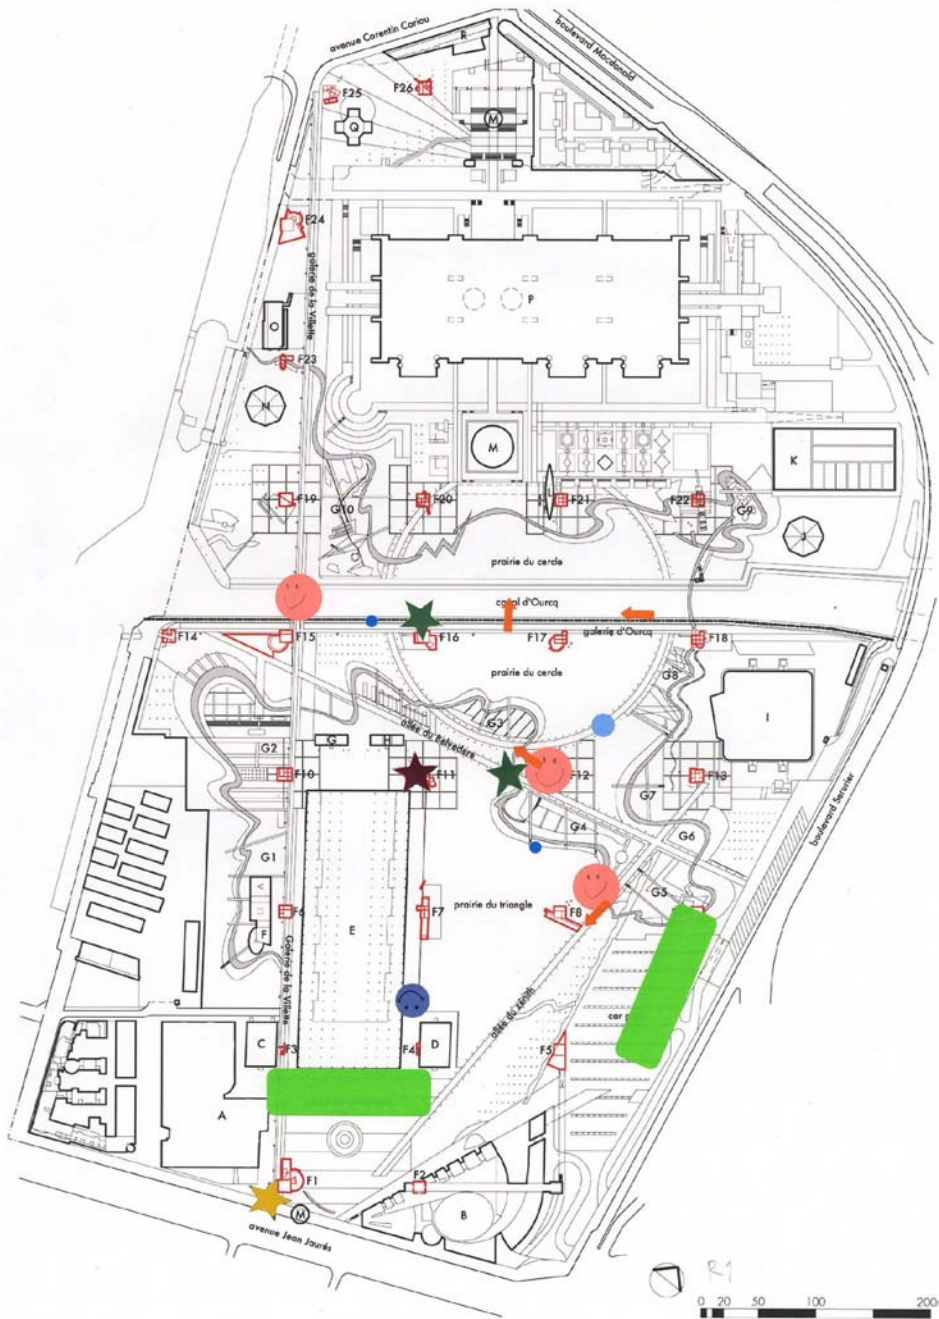 avenue Corentin Cariou
boulevard Macdonald
R
F25
F26
M
Q
F24
galerie de la Villette
P
O
F23
N
M
K
F19
G10
F20
F21
F22
G9
J
prairie du cercle
canal d'Ourcq
galerie d'Ourcq
F14
F15
F16
F17
F18
prairie du cercle
G8
G3
allée du Belvédère
I
G2
G
H
F10
F11
F12
F13
G7
G4
G6
boulevard Serurier
G1
G5
F6
F
E
F7
prairie du triangle
F8
Galerie de la Villette
allée du Zénith
car
C
F3
F4
D
F5
A
F1
F2
B
M
avenue Jean Jaurés
R1
0 20 50 100 200